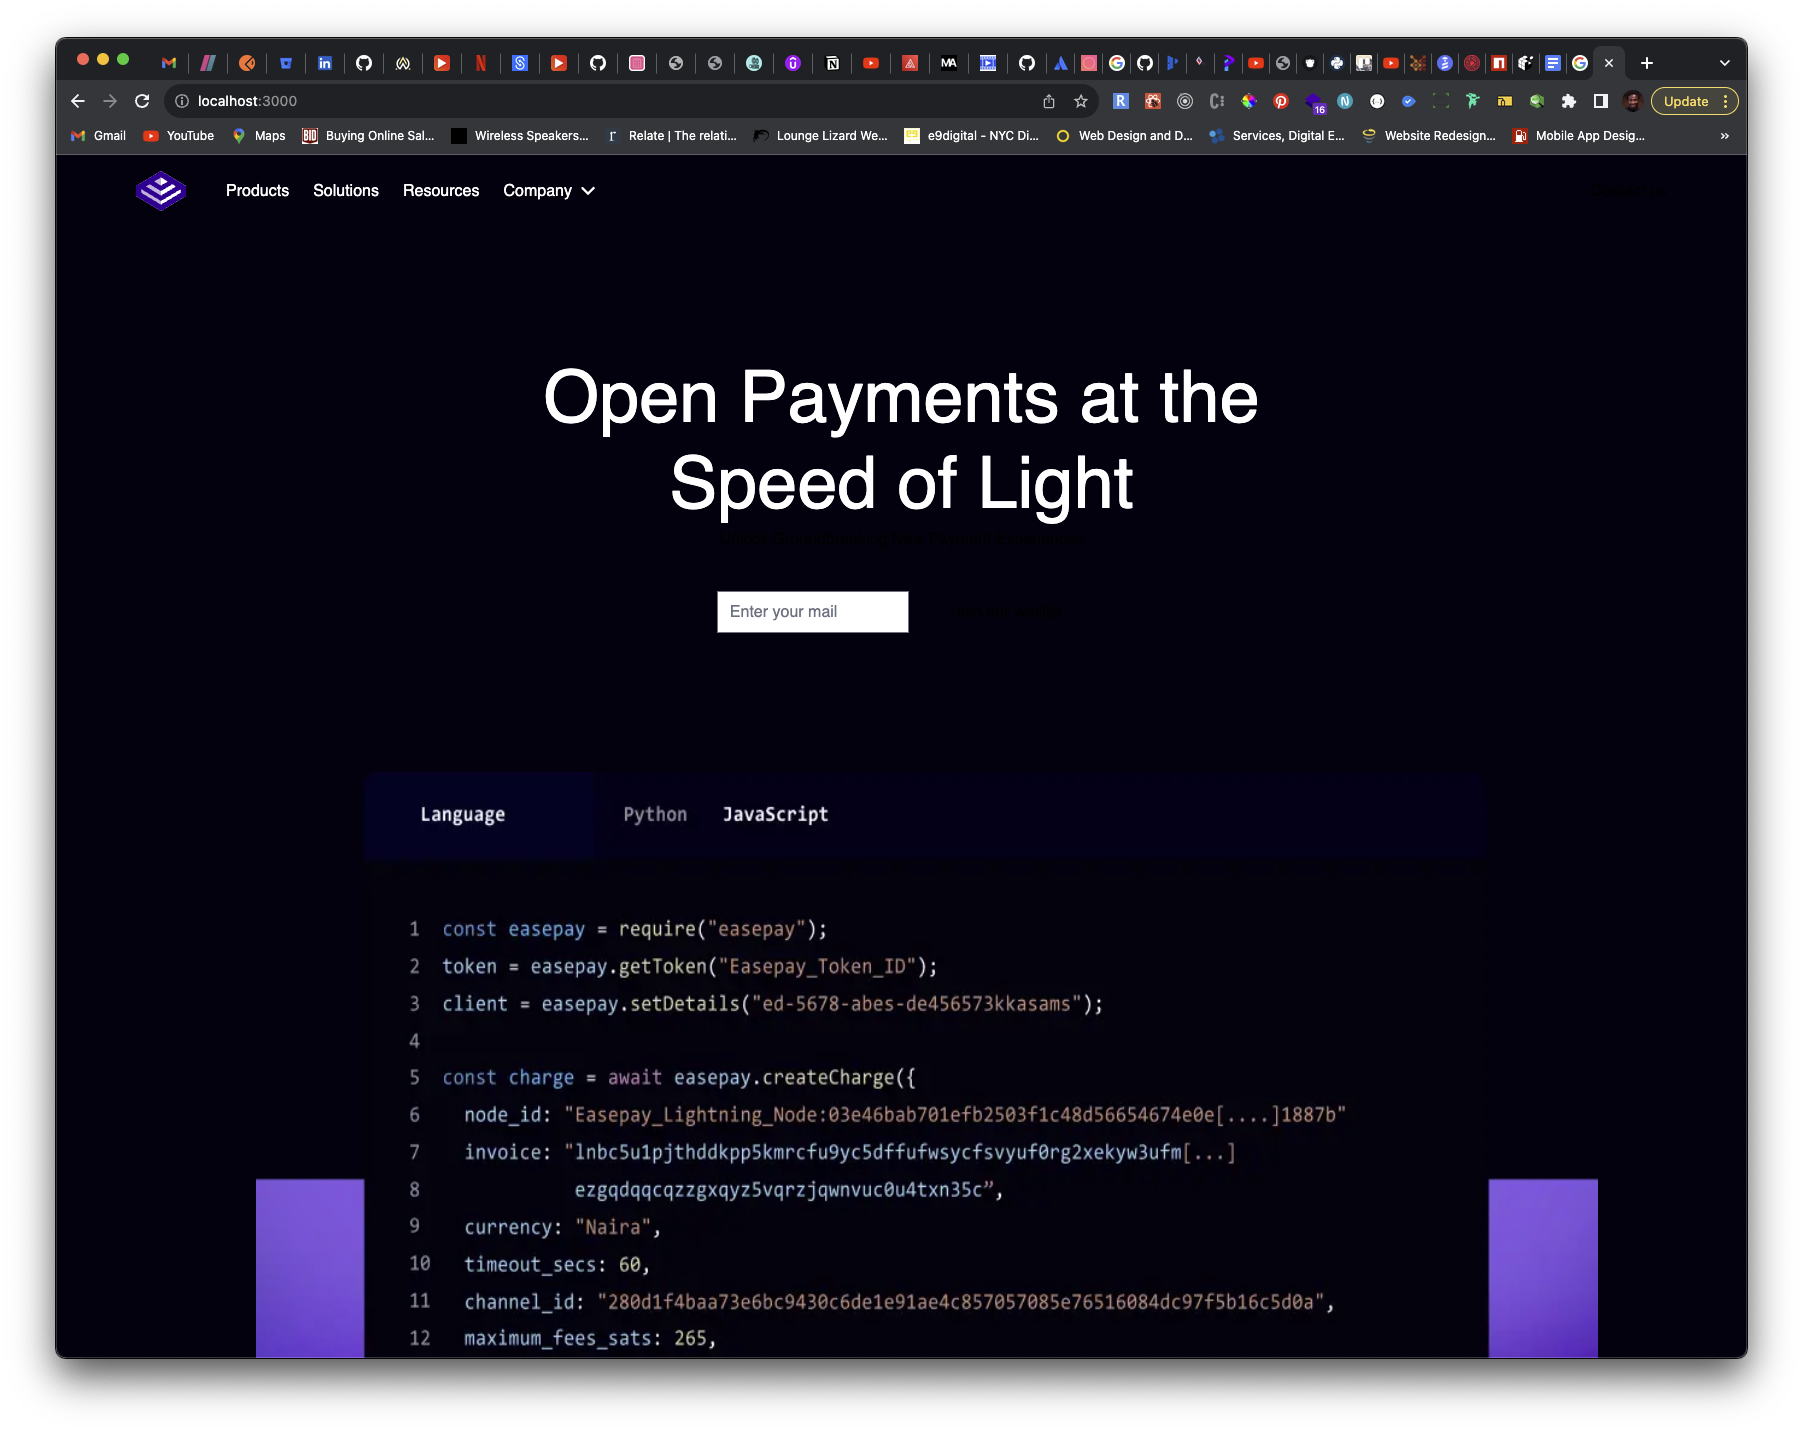 localhost:3000
16
Update
Gmail YouTube Maps Buying Online Sal... Wireless Speakers... Relate | The relati... Lounge Lizard We... e9digital - NYC Di... Web Design and D... Services, Digital E... Website Redesign... Mobile App Desig... »
Products Solutions Resources Company
Open Payments at the
Speed of Light
Enter your mail
Language Python JavaScript
1 const easepay = require("easepay");
2 token = easepay.getToken("Easepay_Token_ID");
3 client = easepay.setDetails("ed-5678-abes-de456573kkasams");
4
5 const charge = await easepay.createCharge({
6 node_id: "Easepay_Lightning_Node:03e46bab701efb2503f1c48d56654674e0e[....]1887b"
7 invoice: "lnbc5u1pjthddkpp5kmrcfu9yc5dffufwsycfsvyuf0rg2xekyw3ufm[...]
8 ezgqdqqcqzzgxqyz5vqrzjqwnvuc0u4txn35c”,
9 currency: "Naira",
10 timeout_secs: 60,
11 channel_id: "280d1f4baa73e6bc9430c6de1e91ae4c857057085e76516084dc97f5b16c5d0a",
12 maximum_fees_sats: 265,